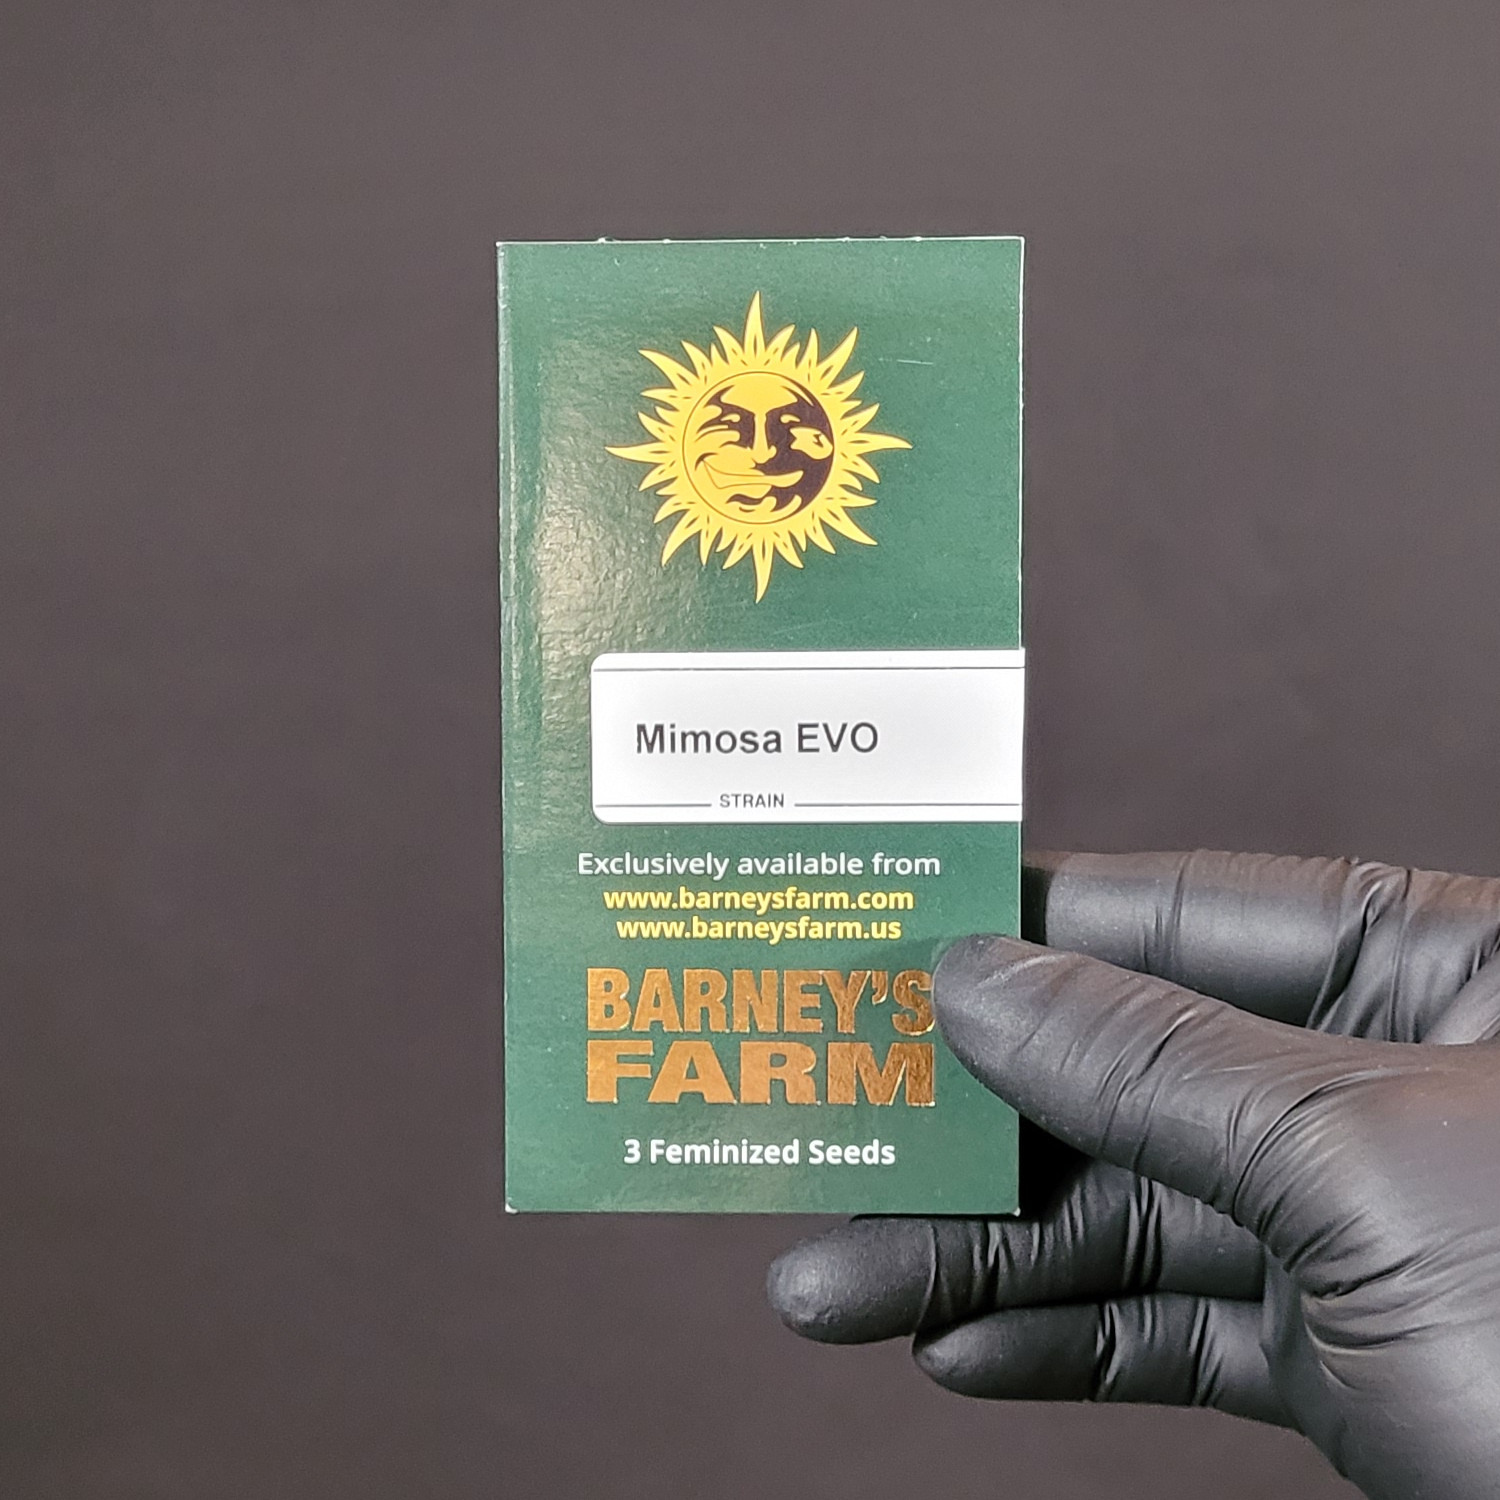 Mimosa EVO
STRAIN
Exclusively available from
www.barneysfarm.com
www.barneysfarm.us
BARNEY'S
FARM
3 Feminized Seeds